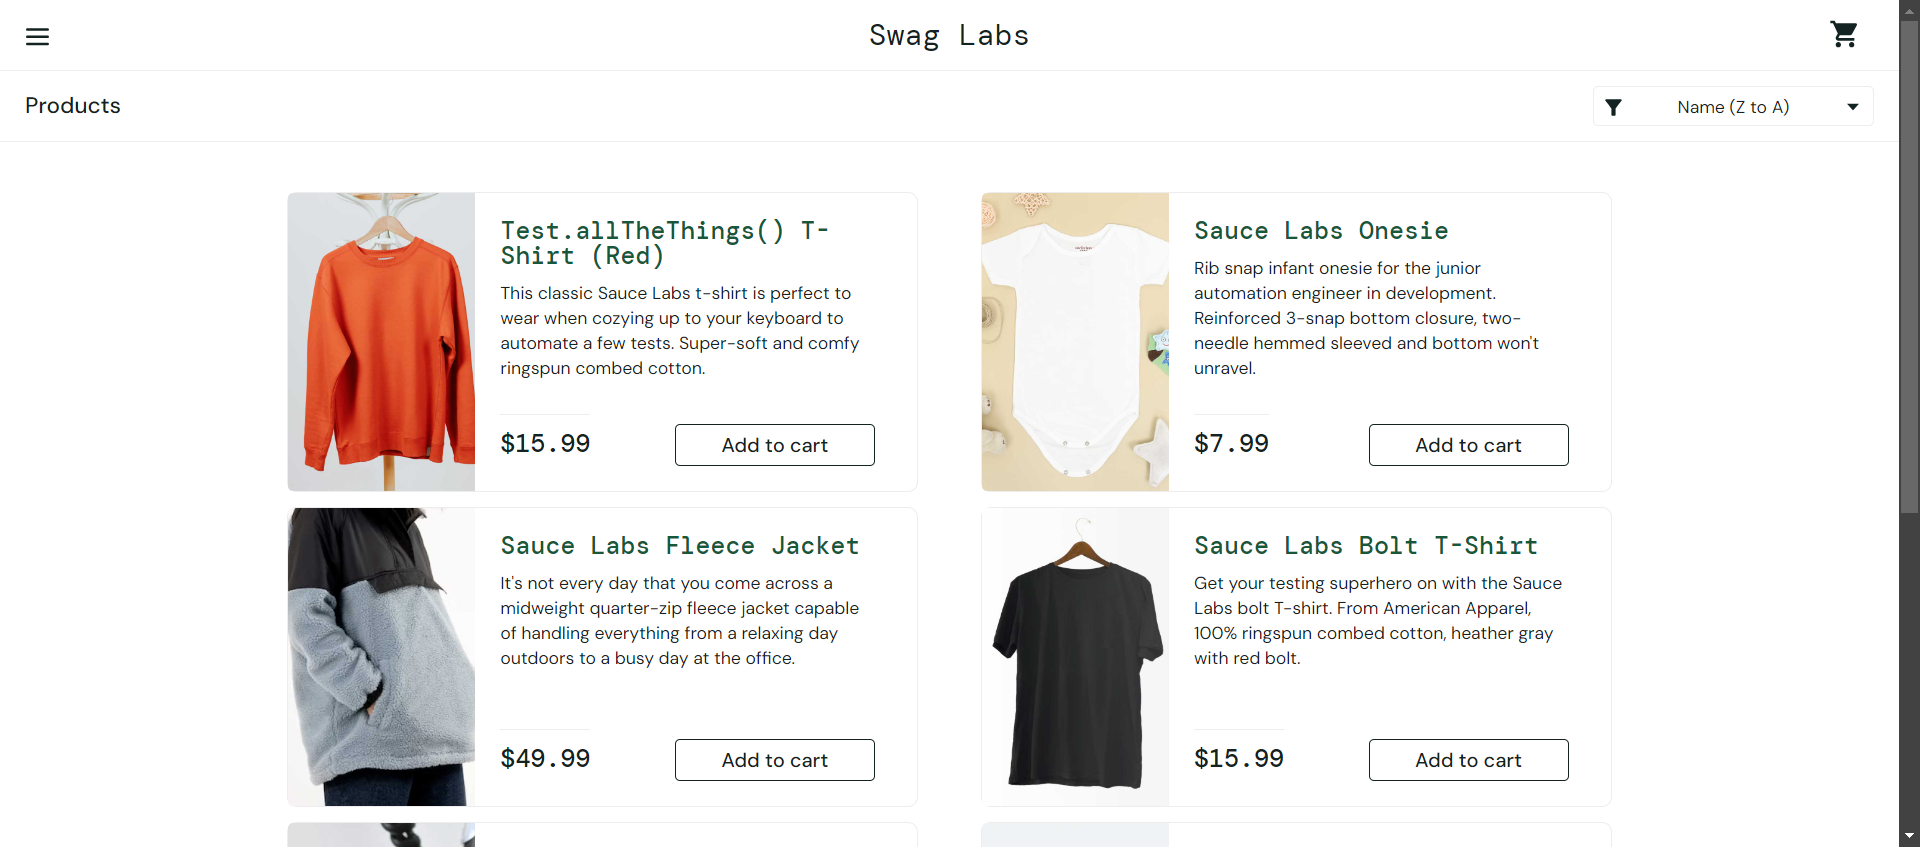 Swag Labs
Products
Name (Z to A)
Test.allTheThings() T-
Shirt (Red)
This classic Sauce Labs t-shirt is perfect to
wear when cozying up to your keyboard to
automate a few tests. Super-soft and comfy
ringspun combed cotton.
$15.99
Add to cart
Sauce Labs Onesie
Rib snap infant onesie for the junior
automation engineer in development.
Reinforced 3-snap bottom closure, two-
needle hemmed sleeved and bottom won't
unravel.
$7.99
Add to cart
Sauce Labs Fleece Jacket
It's not every day that you come across a
midweight quarter-zip fleece jacket capable
of handling everything from a relaxing day
outdoors to a busy day at the office.
$49.99
Add to cart
Sauce Labs Bolt T-Shirt
Get your testing superhero on with the Sauce
Labs bolt T-shirt. From American Apparel,
100% ringspun combed cotton, heather gray
with red bolt.
$15.99
Add to cart